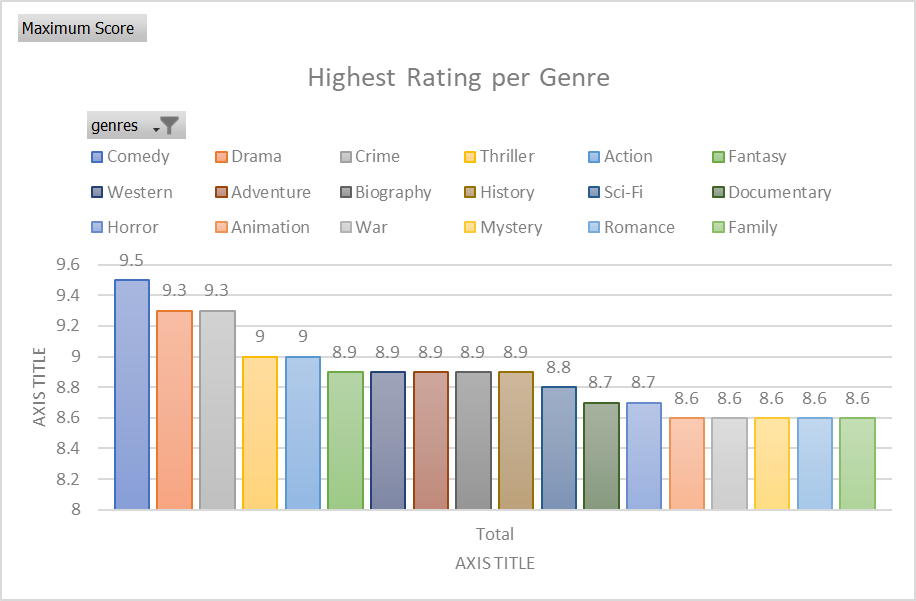 Maximum Score
Highest Rating per Genre
genres
Comedy Drama Crime Thriller Action Fantasy
Western Adventure Biography History Sci-Fi Documentary
Horror Animation War Mystery Romance Family
9.6
9.4
9.2
9
8.8
8.6
8.4
8.2
8
AXIS TITLE
9.5 9.3 9.3 9 9 8.9 8.9 8.9 8.9 8.9 8.8 8.7 8.7 8.6 8.6 8.6 8.6 8.6
Total
AXIS TITLE